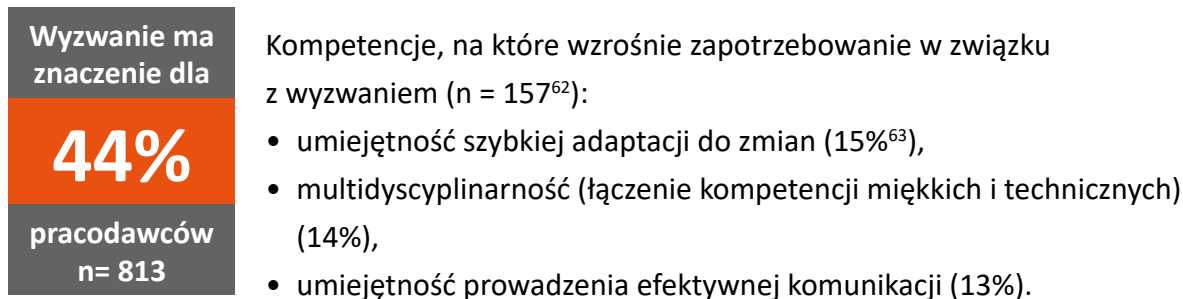 Wyzwanie ma
znaczenie dla
44%
pracodawców
n= 813
Kompetencje, na które wzrośnie zapotrzebowanie w związku
z wyzwaniem (n = 157⁶²):
• umiejętność szybkiej adaptacji do zmian (15%⁶³),
• multidyscyplinarność (łączenie kompetencji miękkich i technicznych)
(14%),
• umiejętność prowadzenia efektywnej komunikacji (13%).